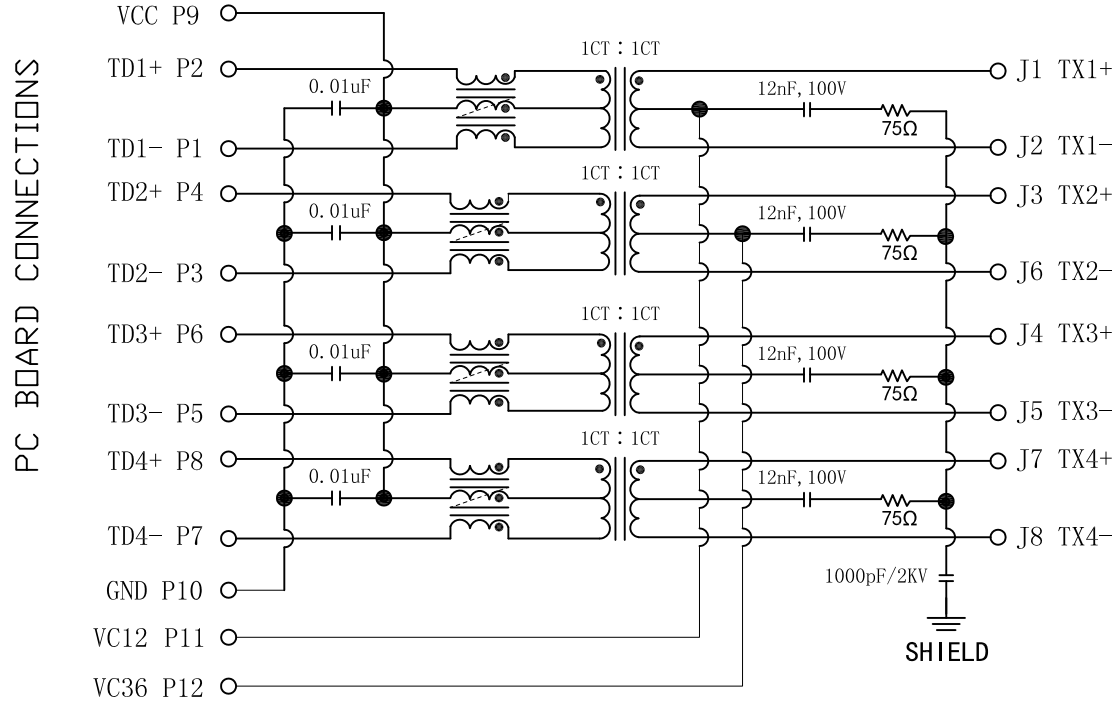 PC BOARD CONNECTIONS
VCC P9
1CT : 1CT
TD1+ P2
J1 TX1+
0.01uF
12nF, 100V
75Ω
TD1- P1
J2 TX1-
1CT : 1CT
TD2+ P4
J3 TX2+
0.01uF
12nF, 100V
75Ω
TD2- P3
J6 TX2-
1CT : 1CT
TD3+ P6
J4 TX3+
0.01uF
12nF, 100V
75Ω
TD3- P5
J5 TX3-
1CT : 1CT
TD4+ P8
J7 TX4+
0.01uF
12nF, 100V
75Ω
TD4- P7
J8 TX4-
1000pF/2KV
GND P10
VC12 P11
SHIELD
VC36 P12